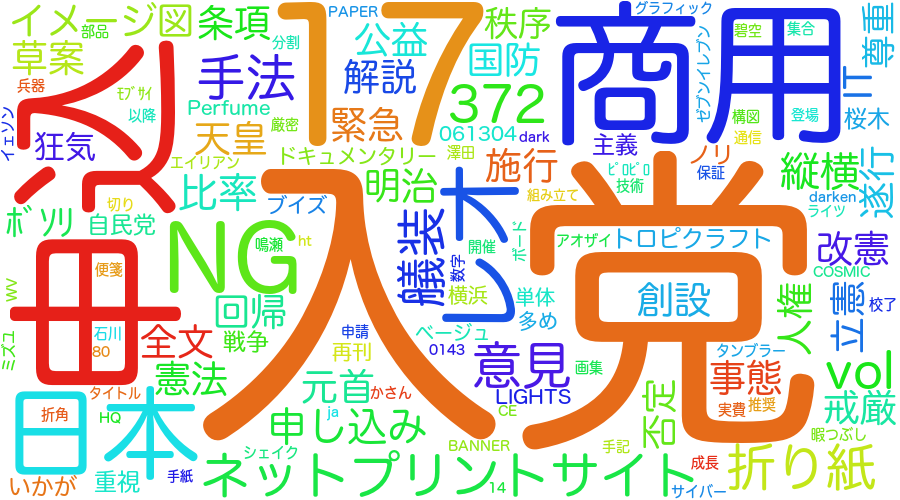 イメージ図
部品
条項
分割
17
PAPER
公益
秩序
国防
グラフィック
商用
ゼブンイレブン
碧空
集合
尊重
草案
兵器
ﾓﾌﾞｻｲ
以降
手法
解説
372
構図
登場
IT
桜木
Perfume
厳密
緊急
061304
dark
主義
通信
イェソン
申込
狂気
天皇
エイリアン
ドキュメンタリー
澤田
施行
ﾋﾟﾛﾋﾟﾛ
技術
ノリ
保証
縦横
遂行
切り
比率
ブイズ
明治
組み立て
darken
ライツ
ﾎﾞｿﾘ
自民党
NG
鳴瀬
ht
艤装
数字
開催
ボード
アオザイ
トロピクラフト
改憲
COSMIC
入党
便箋
回帰
横浜
単体
多め
創設
人権
立憲
校了
WV
ミズユ
石川
80
全文
戦争
申請
再刊
ベージュ
0143
意見
画集
タンブラー
事態
vol
憲法
元首
かさん
LIGHTS
CE
実費
推奨
戒厳
日本
折角
タイトル
HQ
ja
申し込み
BANNER
手記
否定
暇つぶし
いかが
重視
手紙
シェイク
ネットプリントサイト
14
成長
サイバー
折り紙